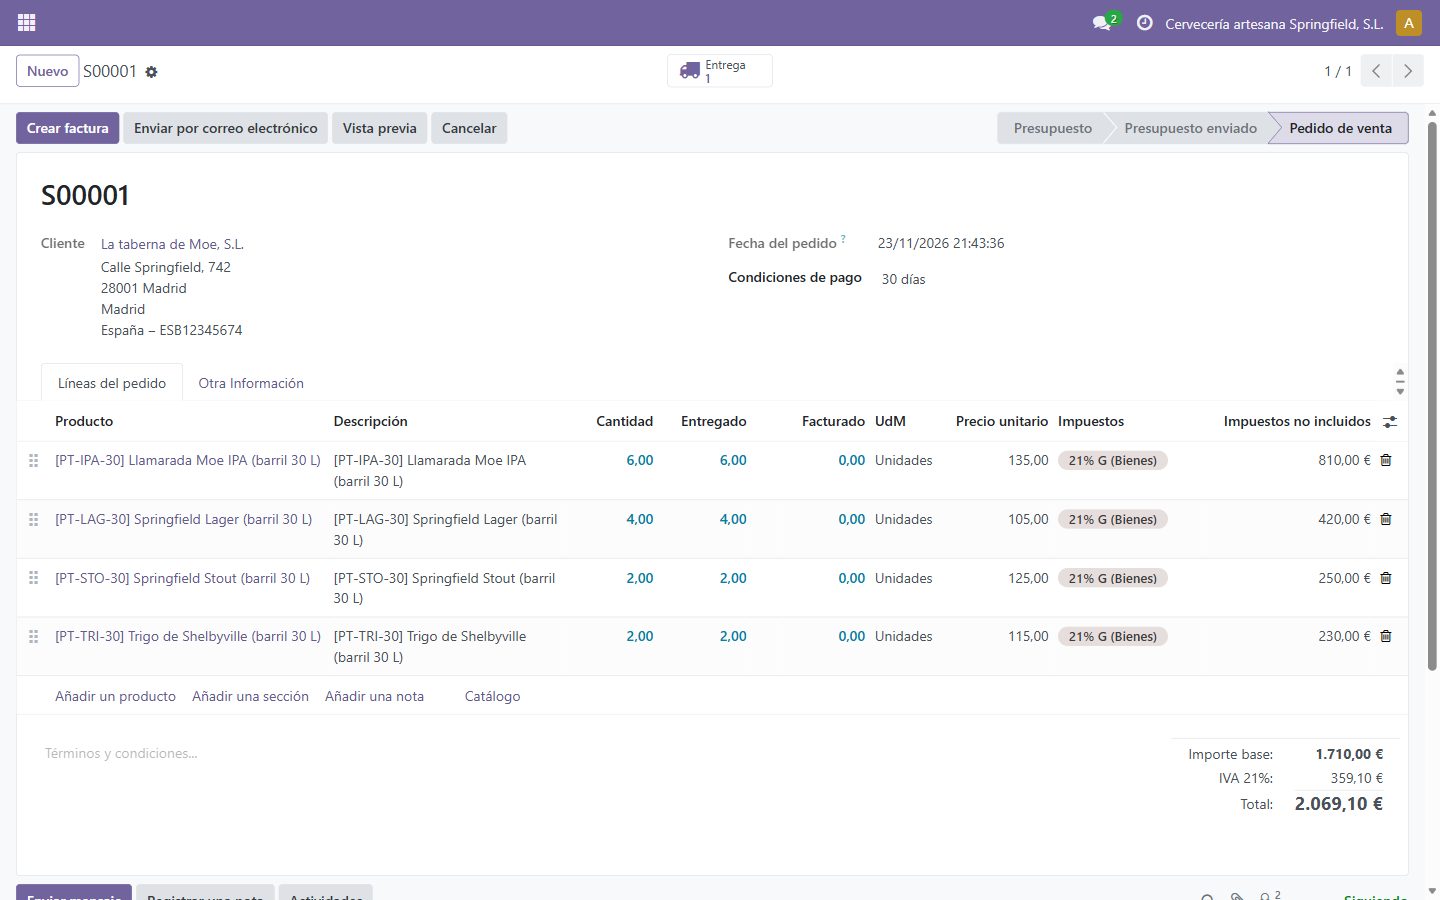 2
Cervecería artesana Springfield, S.L.
A
Nuevo
S00001
Entrega
1
1 / 1
Crear factura
Enviar por correo electrónico
Vista previa
Cancelar
Presupuesto
Presupuesto enviado
Pedido de venta
S00001
Cliente
La taberna de Moe, S.L.
Calle Springfield, 742
28001 Madrid
Madrid
España – ESB12345674
Fecha del pedido ?
23/11/2026 21:43:36
Condiciones de pago
30 días
Líneas del pedido
Otra Información
Producto Descripción Cantidad Entregado Facturado UdM Precio unitario Impuestos Impuestos no incluidos
[PT-IPA-30] Llamarada Moe IPA (barril 30 L) [PT-IPA-30] Llamarada Moe IPA 6,00 6,00 0,00 Unidades 135,00 21% G (Bienes) 810,00 €
(barril 30 L)
[PT-LAG-30] Springfield Lager (barril 30 L) [PT-LAG-30] Springfield Lager (barril 4,00 4,00 0,00 Unidades 105,00 21% G (Bienes) 420,00 €
30 L)
[PT-STO-30] Springfield Stout (barril 30 L) [PT-STO-30] Springfield Stout (barril 2,00 2,00 0,00 Unidades 125,00 21% G (Bienes) 250,00 €
30 L)
[PT-TRI-30] Trigo de Shelbyville (barril 30 L) [PT-TRI-30] Trigo de Shelbyville 2,00 2,00 0,00 Unidades 115,00 21% G (Bienes) 230,00 €
(barril 30 L)
Añadir un producto Añadir una sección Añadir una nota Catálogo
Términos y condiciones...
Importe base: 1.710,00 €
IVA 21%: 359,10 €
Total: 2.069,10 €
Enviar mensaje
Registrar una nota
Actividades
2
Siguiendo